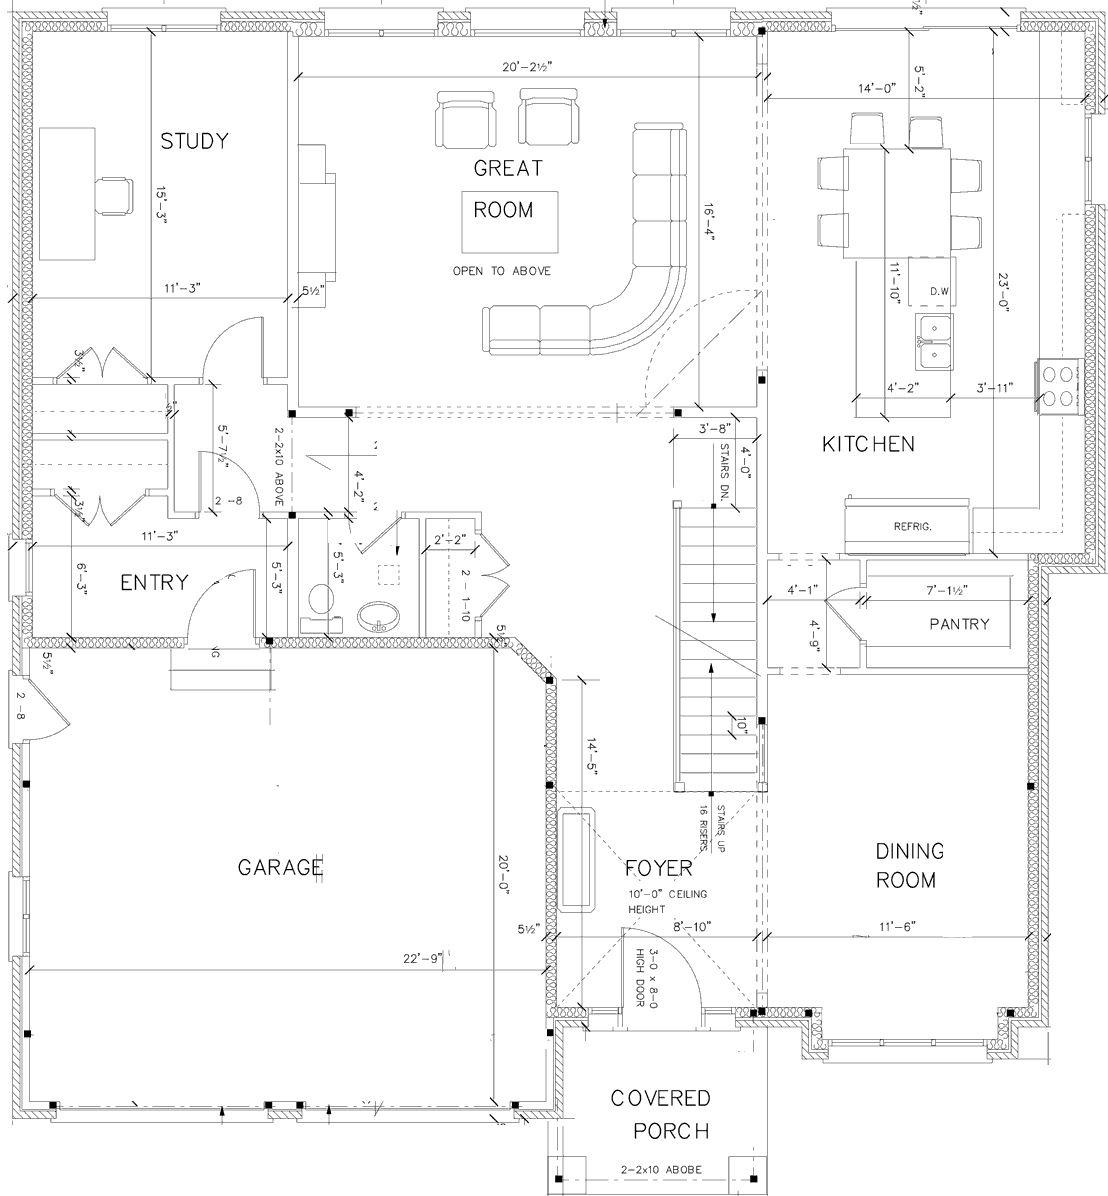 20'-2½"
5'-2"
14'-0"
STUDY
GREAT
ROOM
15'-3"
16'-4"
OPEN TO ABOVE
11'-3"
5½"
11'-10"
D.W
23'-0"
3½"
4'-2"
3'-11"
5'-7½"
2-2x10 ABOVE
3'-8"
4'-0"
STAIRS DN.
KITCHEN
2 -8
4'-2"
3½"
REFRIG.
11'-3"
6'-3"
ENTRY
5'-3"
5'-3"
2'-2"
2 - 1-10
4'-1"
7'-1½"
4'-9"
PANTRY
5½"
5½"
2 -8
10"
14'-5"
STAIRS UP
16 RISERS
GARAGE
20'-0"
FOYER
10'-0" CEILING
HEIGHT
DINING
ROOM
5½"
8'-10"
11'-6"
22'-9"
3-0 x 8-0
HIGH DOOR
COVERED
PORCH
2-2x10 ABOBE